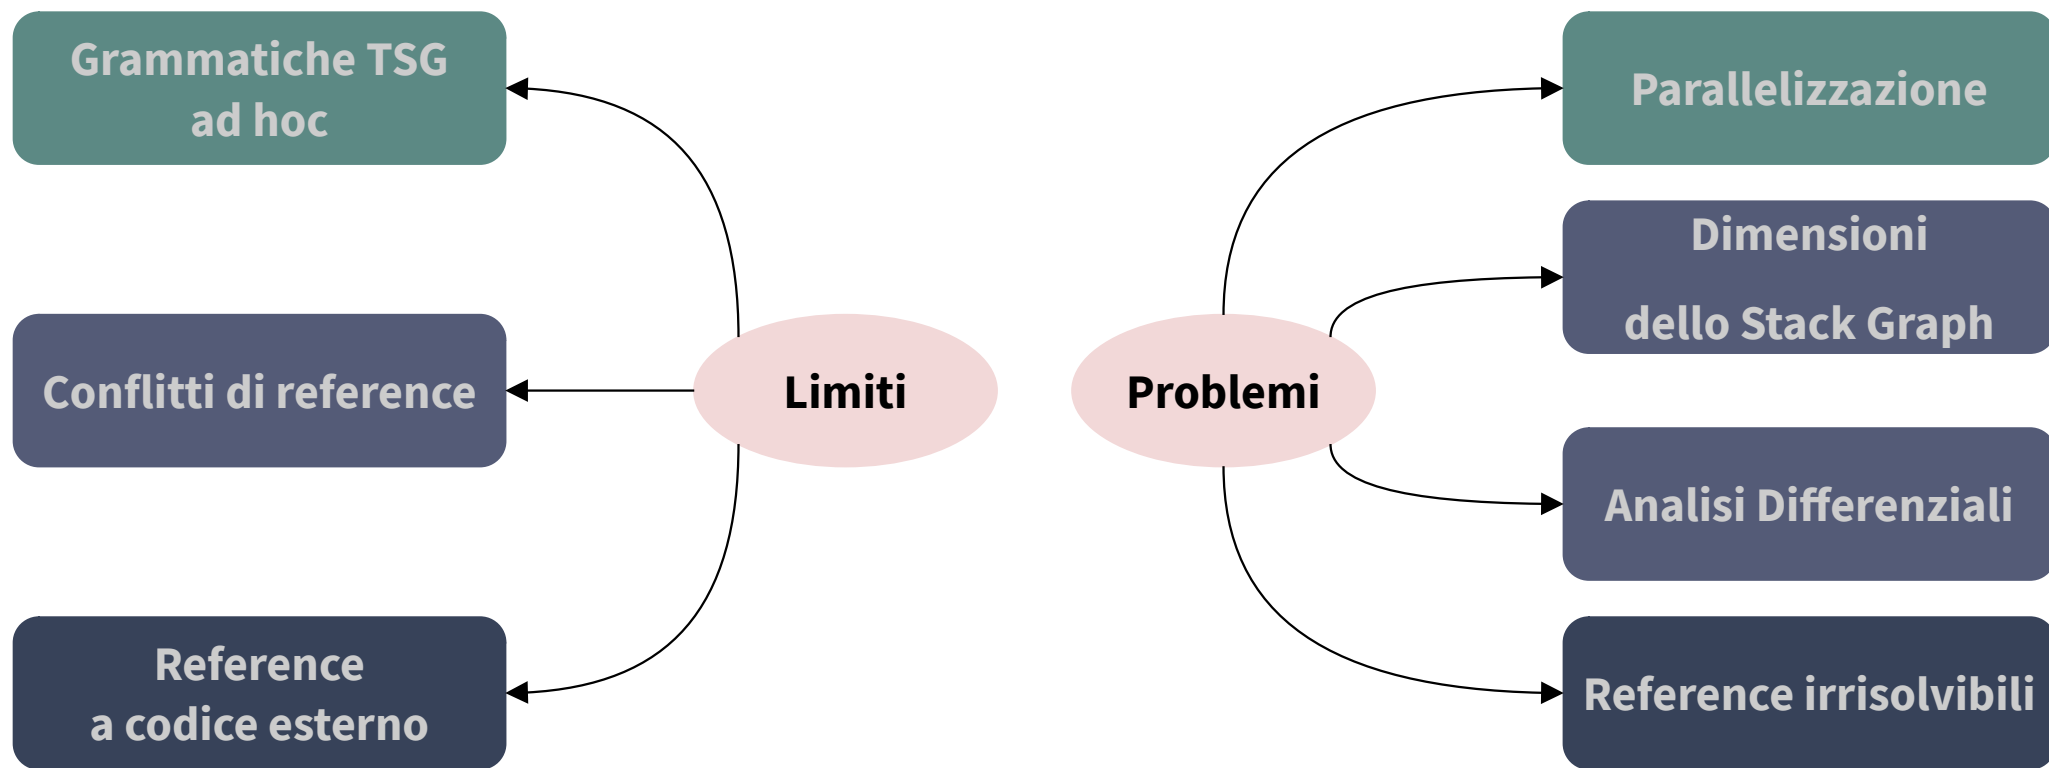 Grammatiche TSG
ad hoc
Conflitti di reference
Reference
a codice esterno
Limiti
Problemi
Parallelizzazione
Dimensioni
dello Stack Graph
Analisi Differenziali
Reference irrisolvibili